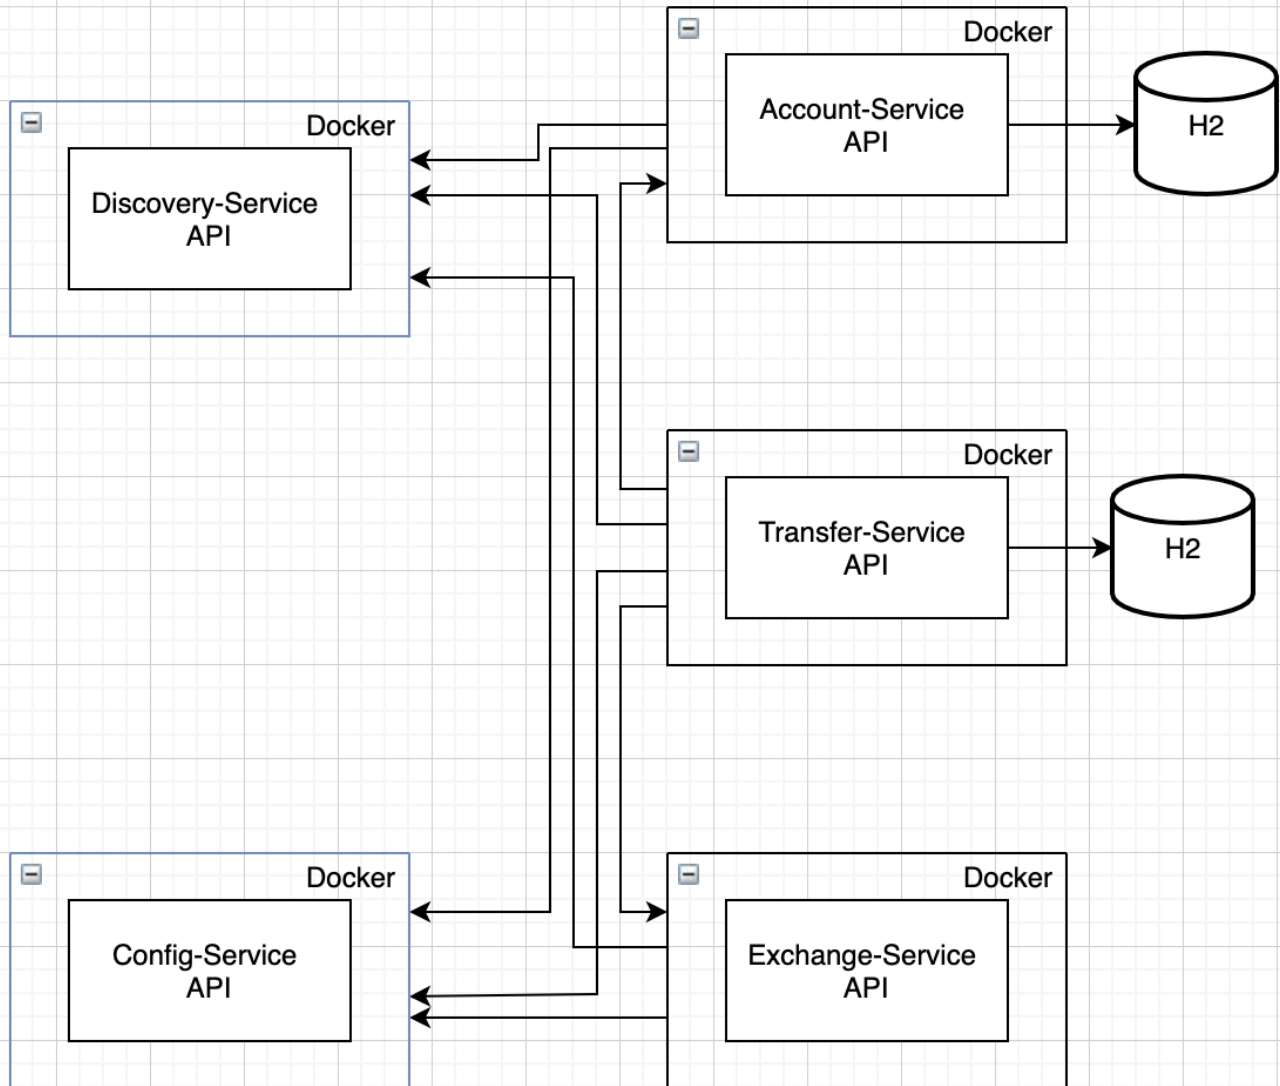 Docker
Account-Service
API
H2
Docker
Discovery-Service
API
Docker
Transfer-Service
API
H2
Docker
Config-Service
API
Docker
Exchange-Service
API